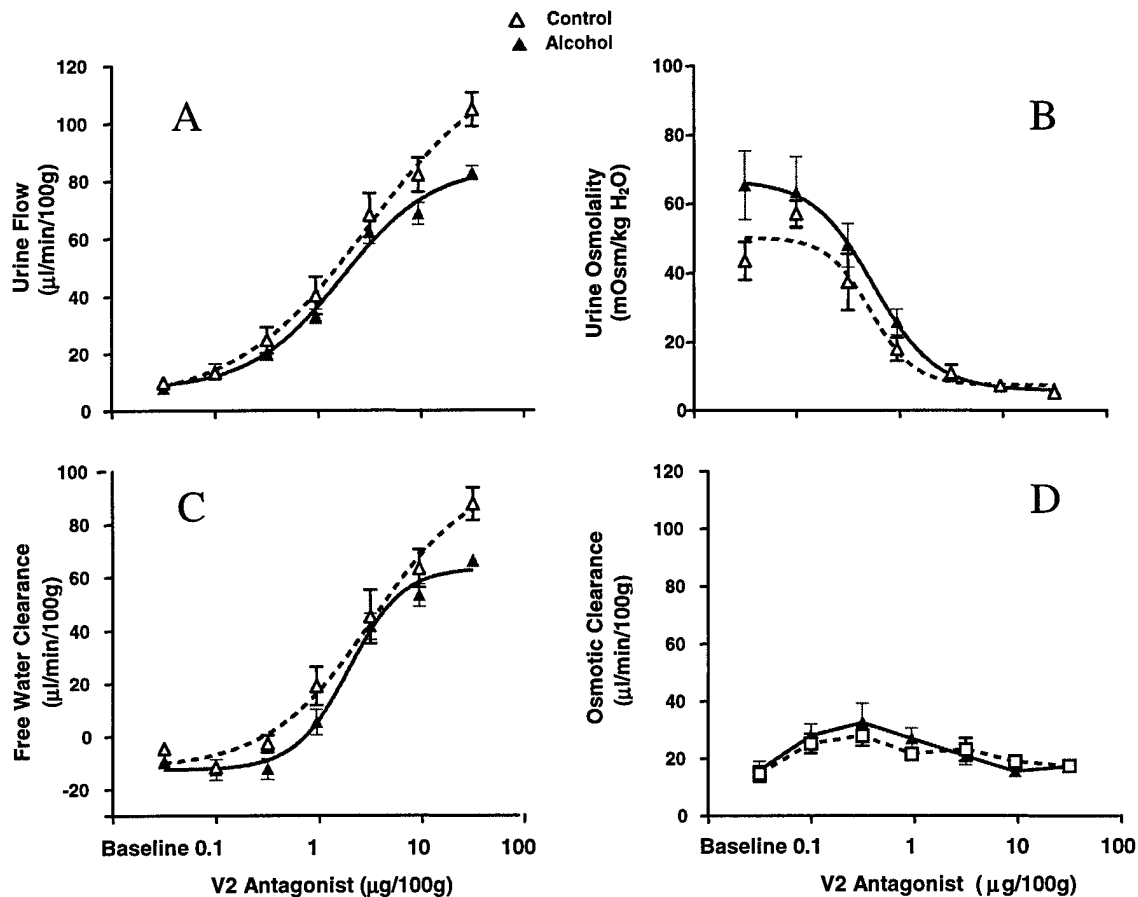 Control
Alcohol
A
120
100
80
60
40
20
0
Urine Flow
(µl/min/100g)
B
100
80
60
40
20
0
Urine Osmolality
(mOsm/kg H₂O)
C
100
80
60
40
20
0
-20
Free Water Clearance
(µl/min/100g)
Baseline 0.1 1 10 100
V2 Antagonist (µg/100g)
D
120
100
80
60
40
20
0
Osmotic Clearance
(µl/min/100g)
Baseline 0.1 1 10 100
V2 Antagonist ( µg/100g)